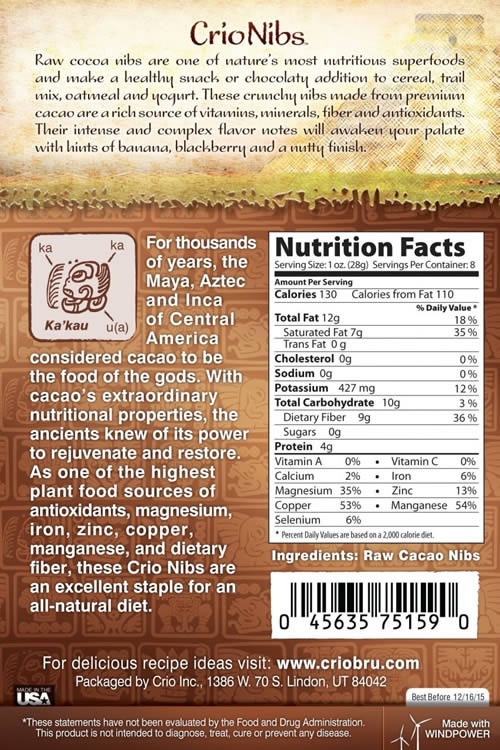 CrioNibs™
Raw cocoa nibs are one of nature's most nutritious superfoods
and make a healthy snack or chocolaty addition to cereal, trail
mix, oatmeal and yogurt. These crunchy nibs made from premium
cacao are a rich source of vitamins, minerals, fiber and antioxidants.
Their intense and complex flavor notes will awaken your palate
with hints of banana, blackberry and a nutty finish.
ka ka
Ka'kau u(a)
For thousands
of years, the
Maya, Aztec
and Inca
of Central
America
considered cacao to be
the food of the gods. With
cacao's extraordinary
nutritional properties, the
ancients knew of its power
to rejuvenate and restore.
As one of the highest
plant food sources of
antioxidants, magnesium,
iron, zinc, copper,
manganese, and dietary
fiber, these Crio Nibs are
an excellent staple for an
all-natural diet.
Nutrition Facts
Serving Size: 1 oz. (28g) Servings Per Container: 8
Amount Per Serving
Calories 130 Calories from Fat 110
% Daily Value *
Total Fat 12g 18 %
Saturated Fat 7g 35 %
Trans Fat 0 g
Cholesterol 0g 0 %
Sodium 0g 0 %
Potassium 427 mg 12 %
Total Carbohydrate 10g 3 %
Dietary Fiber 9g 36 %
Sugars 0g
Protein 4g
Vitamin A 0% • Vitamin C 0%
Calcium 2% • Iron 6%
Magnesium 35% • Zinc 13%
Copper 53% • Manganese 54%
Selenium 6%
* Percent Daily Values are based on a 2,000 calorie diet.
Ingredients: Raw Cacao Nibs
0 45635 75159 0
For delicious recipe ideas visit: www.criobru.com
Packaged by Crio Inc., 1386 W. 70 S. Lindon, UT 84042
MADE IN THE
USA
Best Before 12/16/15
*These statements have not been evaluated by the Food and Drug Administration.
This product is not intended to diagnose, treat, cure or prevent any disease.
Made with
WINDPOWER